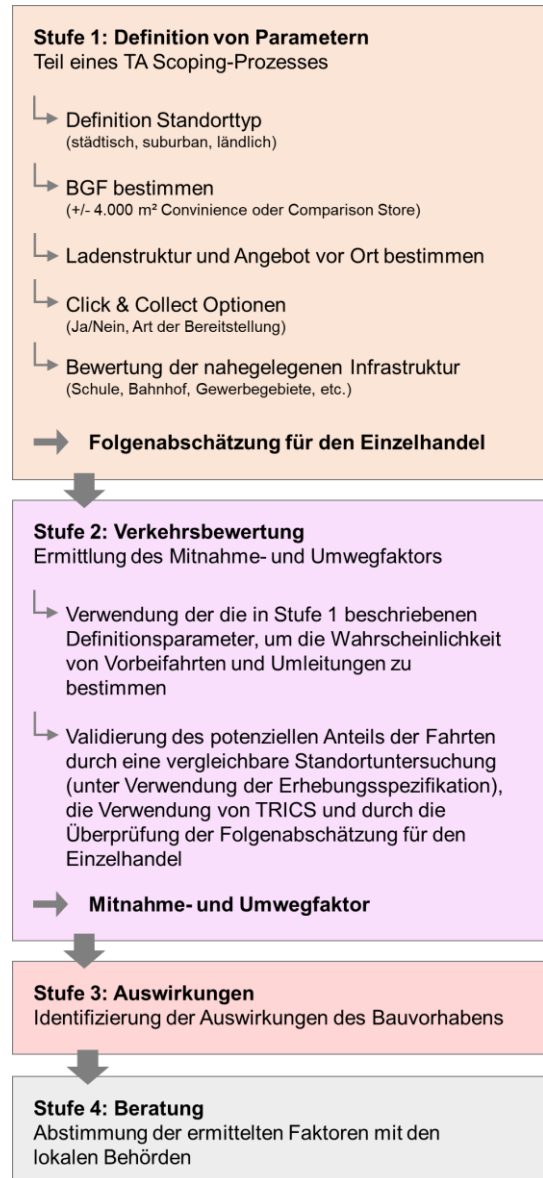 Stufe 1: Definition von Parametern
Teil eines TA Scoping-Prozesses
Definition Standorttyp
(städtisch, suburban, ländlich)
BGF bestimmen
(+/- 4.000 m² Convinience oder Comparison Store)
Ladenstruktur und Angebot vor Ort bestimmen
Click & Collect Optionen
(Ja/Nein, Art der Bereitstellung)
Bewertung der nahegelegenen Infrastruktur
(Schule, Bahnhof, Gewerbegebiete, etc.)
Folgenabschätzung für den Einzelhandel
Stufe 2: Verkehrsbewertung
Ermittlung des Mitnahme- und Umwegfaktors
Verwendung der die in Stufe 1 beschriebenen
Definitionsparameter, um die Wahrscheinlichkeit
von Vorbeifahrten und Umleitungen zu
bestimmen
Validierung des potenziellen Anteils der Fahrten
durch eine vergleichbare Standortuntersuchung
(unter Verwendung der Erhebungsspezifikation),
die Verwendung von TRICS und durch die
Überprüfung der Folgenabschätzung für den
Einzelhandel
Mitnahme- und Umwegfaktor
Stufe 3: Auswirkungen
Identifizierung der Auswirkungen des Bauvorhabens
Stufe 4: Beratung
Abstimmung der ermittelten Faktoren mit den
lokalen Behörden